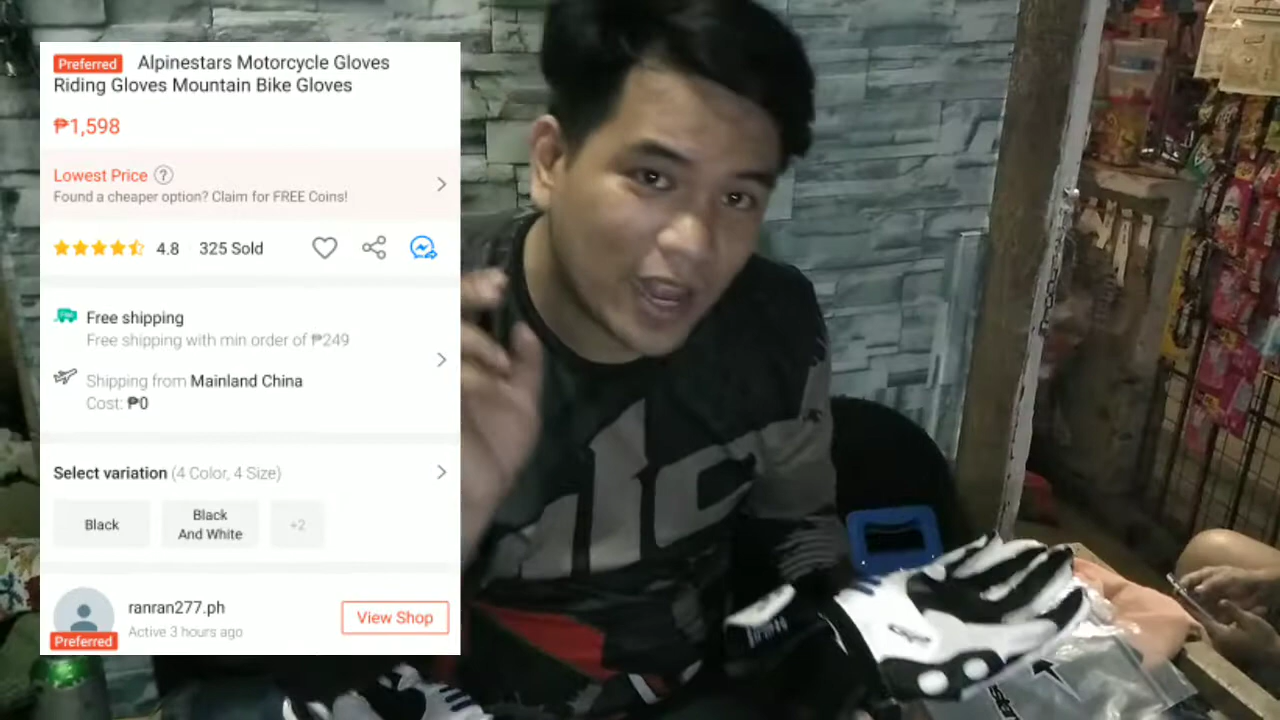 Preferred Alpinestars Motorcycle Gloves
Riding Gloves Mountain Bike Gloves
₱1,598
Lowest Price ?
Found a cheaper option? Claim for FREE Coins!
4.8 325 Sold
Free shipping
Free shipping with min order of ₱249
Shipping from Mainland China
Cost: ₱0
Select variation (4 Color, 4 Size)
Black
Black
And White
+2
ranran277.ph
Active 3 hours ago
Preferred
View Shop